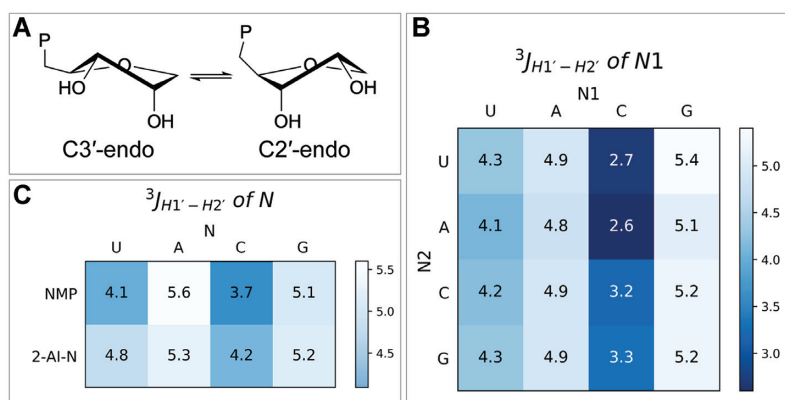 A
P
O
HO
OH
C3′-endo
P
O
OH
OH
C2′-endo
B
³J_H1′−H2′ of N1
N1
U A C G
U 4.3 4.9 2.7 5.4
A 4.1 4.8 2.6 5.1
C 4.2 4.9 3.2 5.2
G 4.3 4.9 3.3 5.2
N2
5.0
4.5
4.0
3.5
3.0
C
³J_H1′−H2′ of N
N
U A C G
NMP 4.1 5.6 3.7 5.1
2-AI-N 4.8 5.3 4.2 5.2
5.5
5.0
4.5